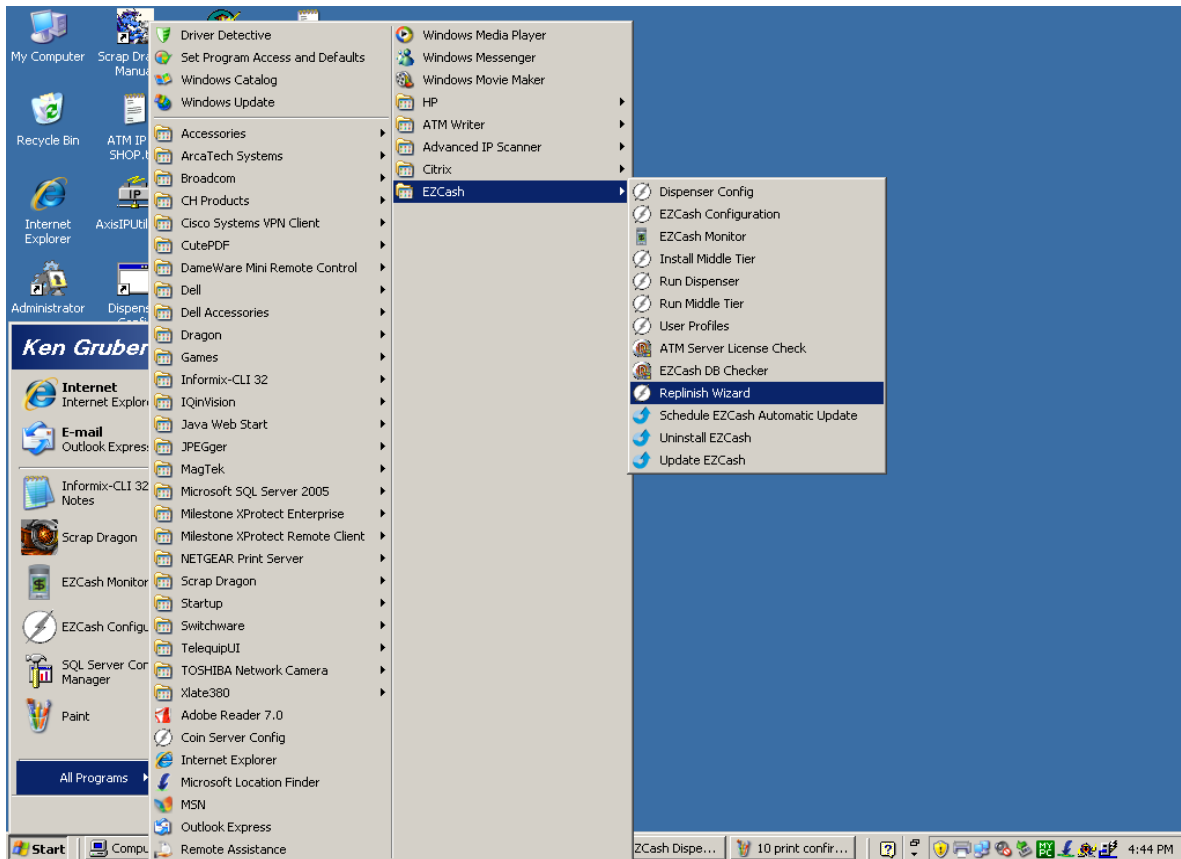 My Computer
Scrap Dra
Manua
Recycle Bin
ATM IP
SHOP.t
Internet
Explorer
AxisIPUtil
Administrator
Dispens
Ken Gruber
Internet
Internet Explor
E-mail
Outlook Express
Informix-CLI 32
Notes
Scrap Dragon
EZCash Monitor
EZCash Configu
SQL Server Con
Manager
Paint
All Programs
Driver Detective
Set Program Access and Defaults
Windows Catalog
Windows Update
Accessories
ArcaTech Systems
Broadcom
CH Products
Cisco Systems VPN Client
CutePDF
DameWare Mini Remote Control
Dell
Dell Accessories
Dragon
Games
Informix-CLI 32
IQinVision
Java Web Start
JPEGger
MagTek
Microsoft SQL Server 2005
Milestone XProtect Enterprise
Milestone XProtect Remote Client
NETGEAR Print Server
Scrap Dragon
Startup
Switchware
TelequipUI
TOSHIBA Network Camera
Xlate380
Adobe Reader 7.0
Coin Server Config
Internet Explorer
Microsoft Location Finder
MSN
Outlook Express
Remote Assistance
Windows Media Player
Windows Messenger
Windows Movie Maker
HP
ATM Writer
Advanced IP Scanner
Citrix
EZCash
Dispenser Config
EZCash Configuration
EZCash Monitor
Install Middle Tier
Run Dispenser
Run Middle Tier
User Profiles
ATM Server License Check
EZCash DB Checker
Replinish Wizard
Schedule EZCash Automatic Update
Uninstall EZCash
Update EZCash
Start
Compu
ZCash Dispe...
10 print confir...
4:44 PM